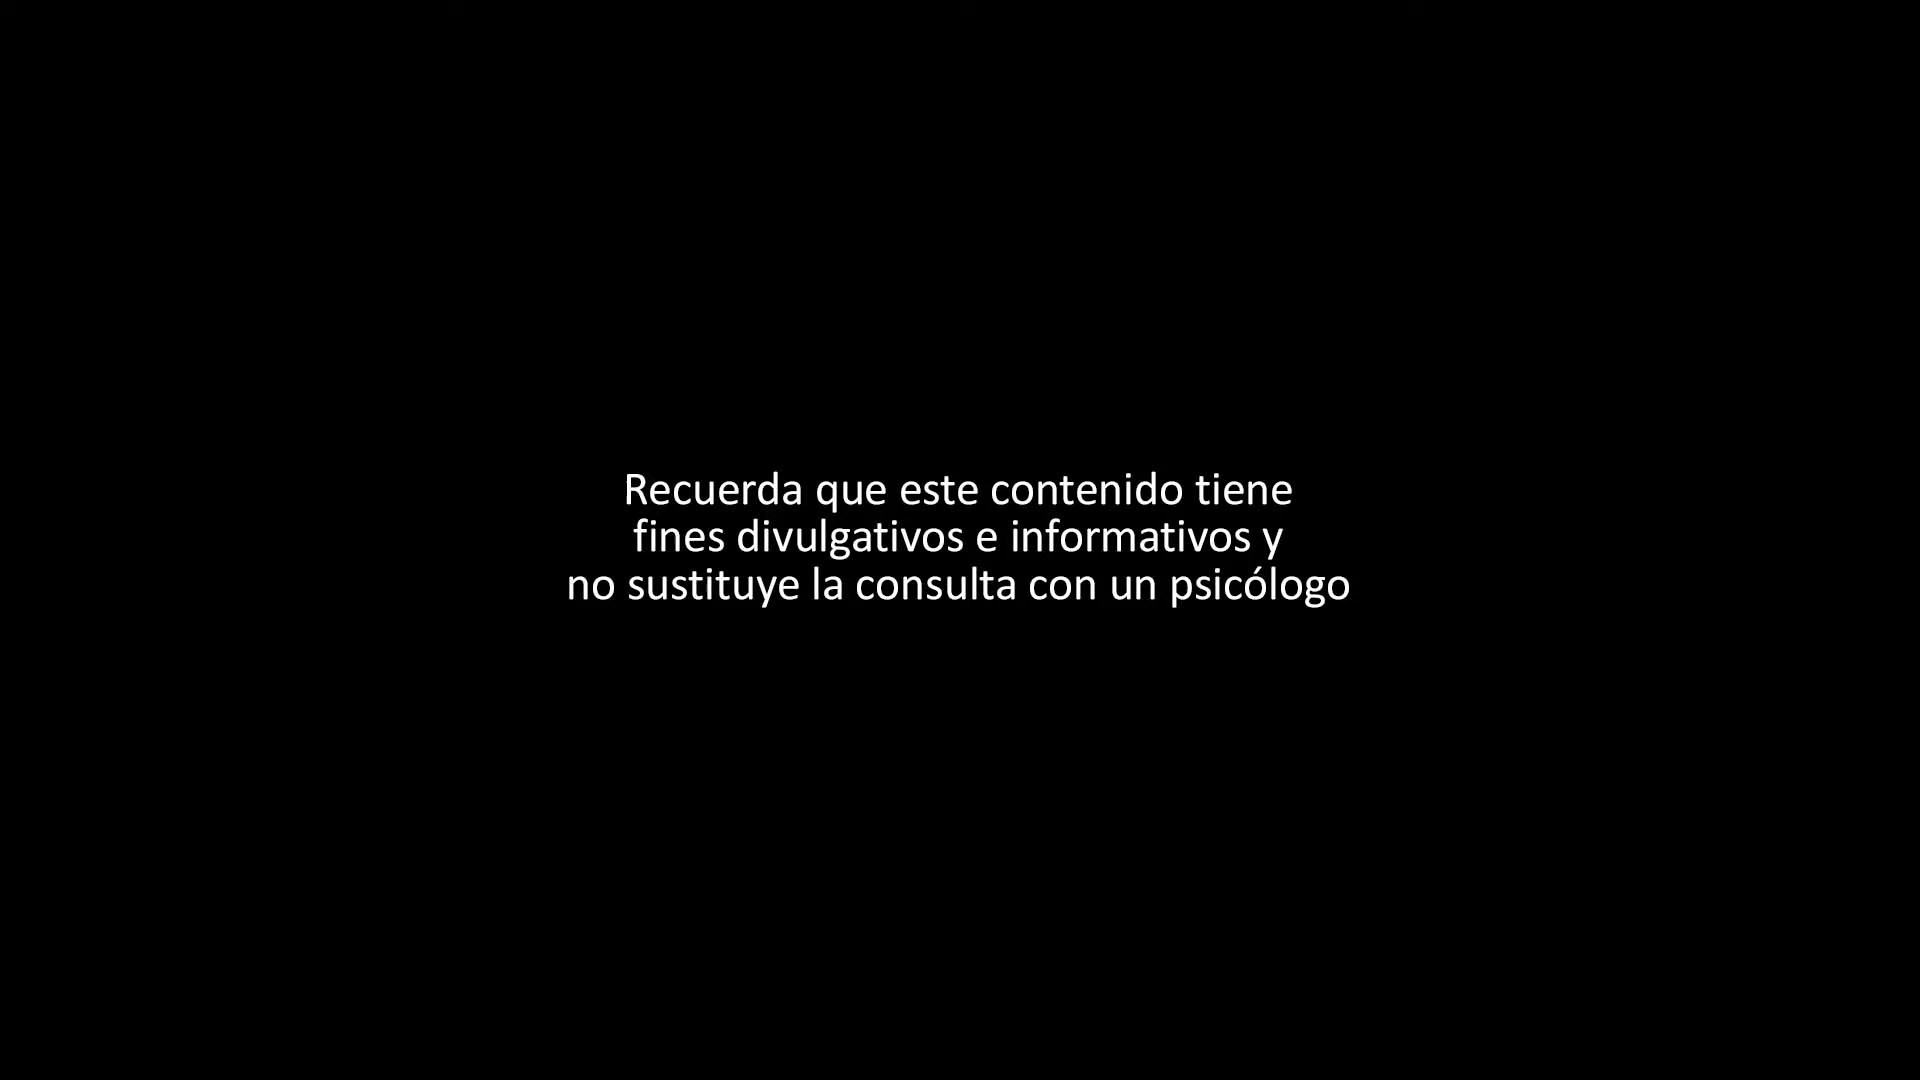 Recuerda que este contenido tiene
fines divulgativos e informativos y
no sustituye la consulta con un psicólogo